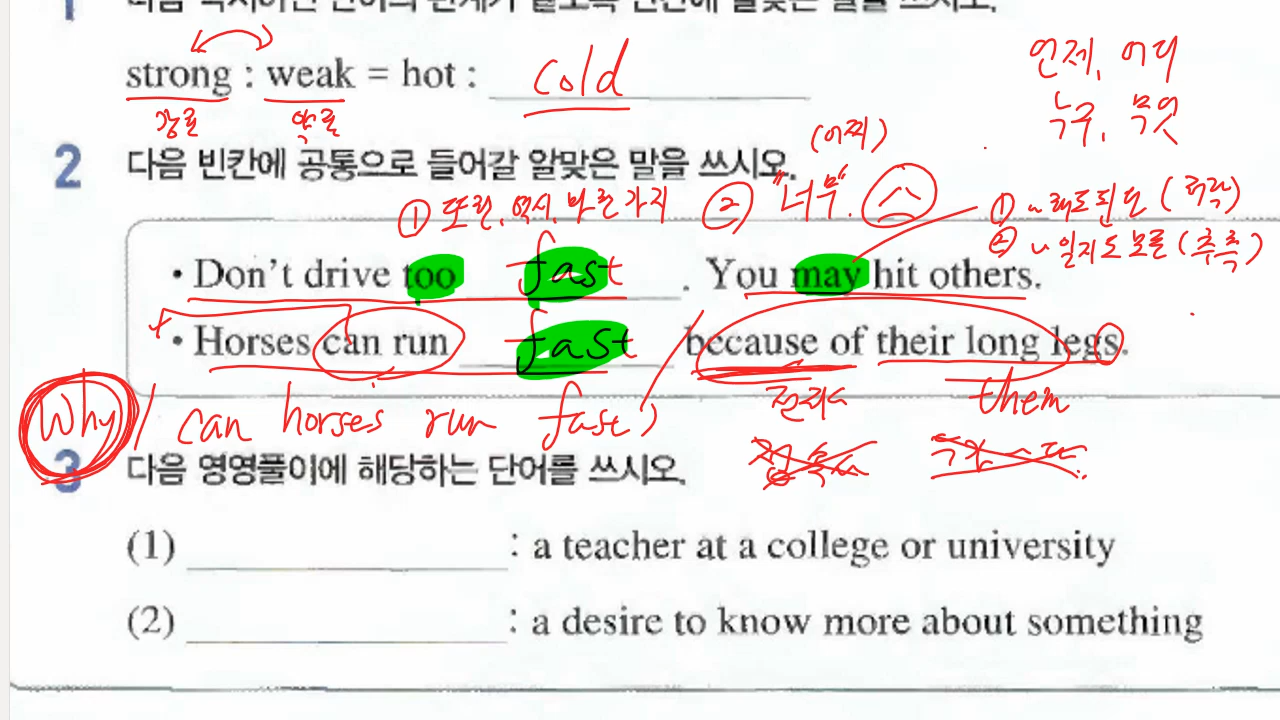 1
strong : weak = hot : cold
강한 약한
언제, 어디
누구, 무엇
2 다음 빈칸에 공통으로 들어갈 알맞은 말을 쓰시오.
① 또한, 역시, 마찬가지 ② "너무".
• Don't drive too fast . You may hit others.
① ~해도 된다 (허락)
② ~일지도 모른 (추측)
• Horses can run fast because of their long legs.
전치사 them
Why can horses run fast?
3 다음 영영풀이에 해당하는 단어를 쓰시오.
(1) : a teacher at a college or university
(2) : a desire to know more about something